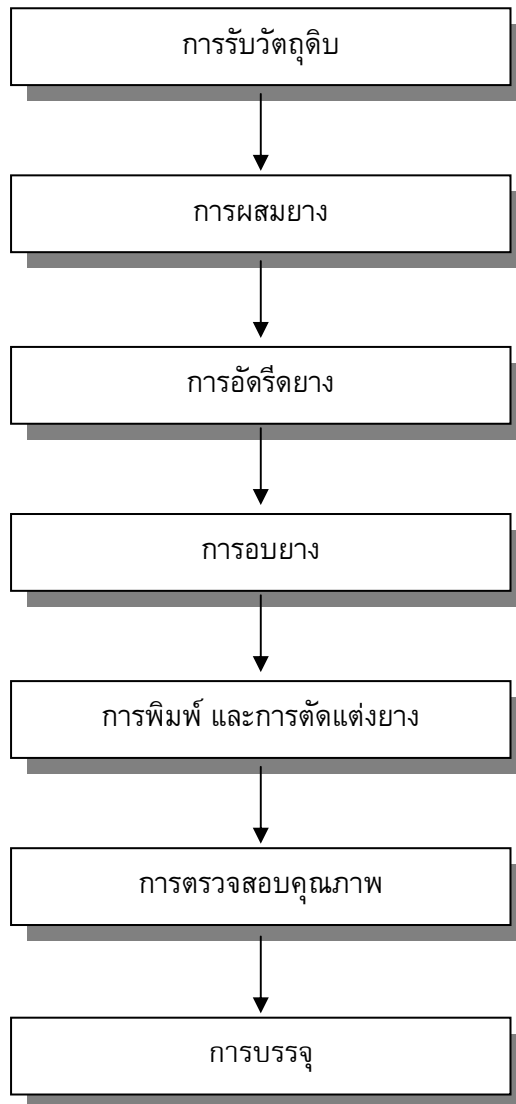 การรับวัตถุดิบ
การผสมยาง
การอัดรีดยาง
การอบยาง
การพิมพ์ และการตัดแต่งยาง
การตรวจสอบคุณภาพ
การบรรจุ